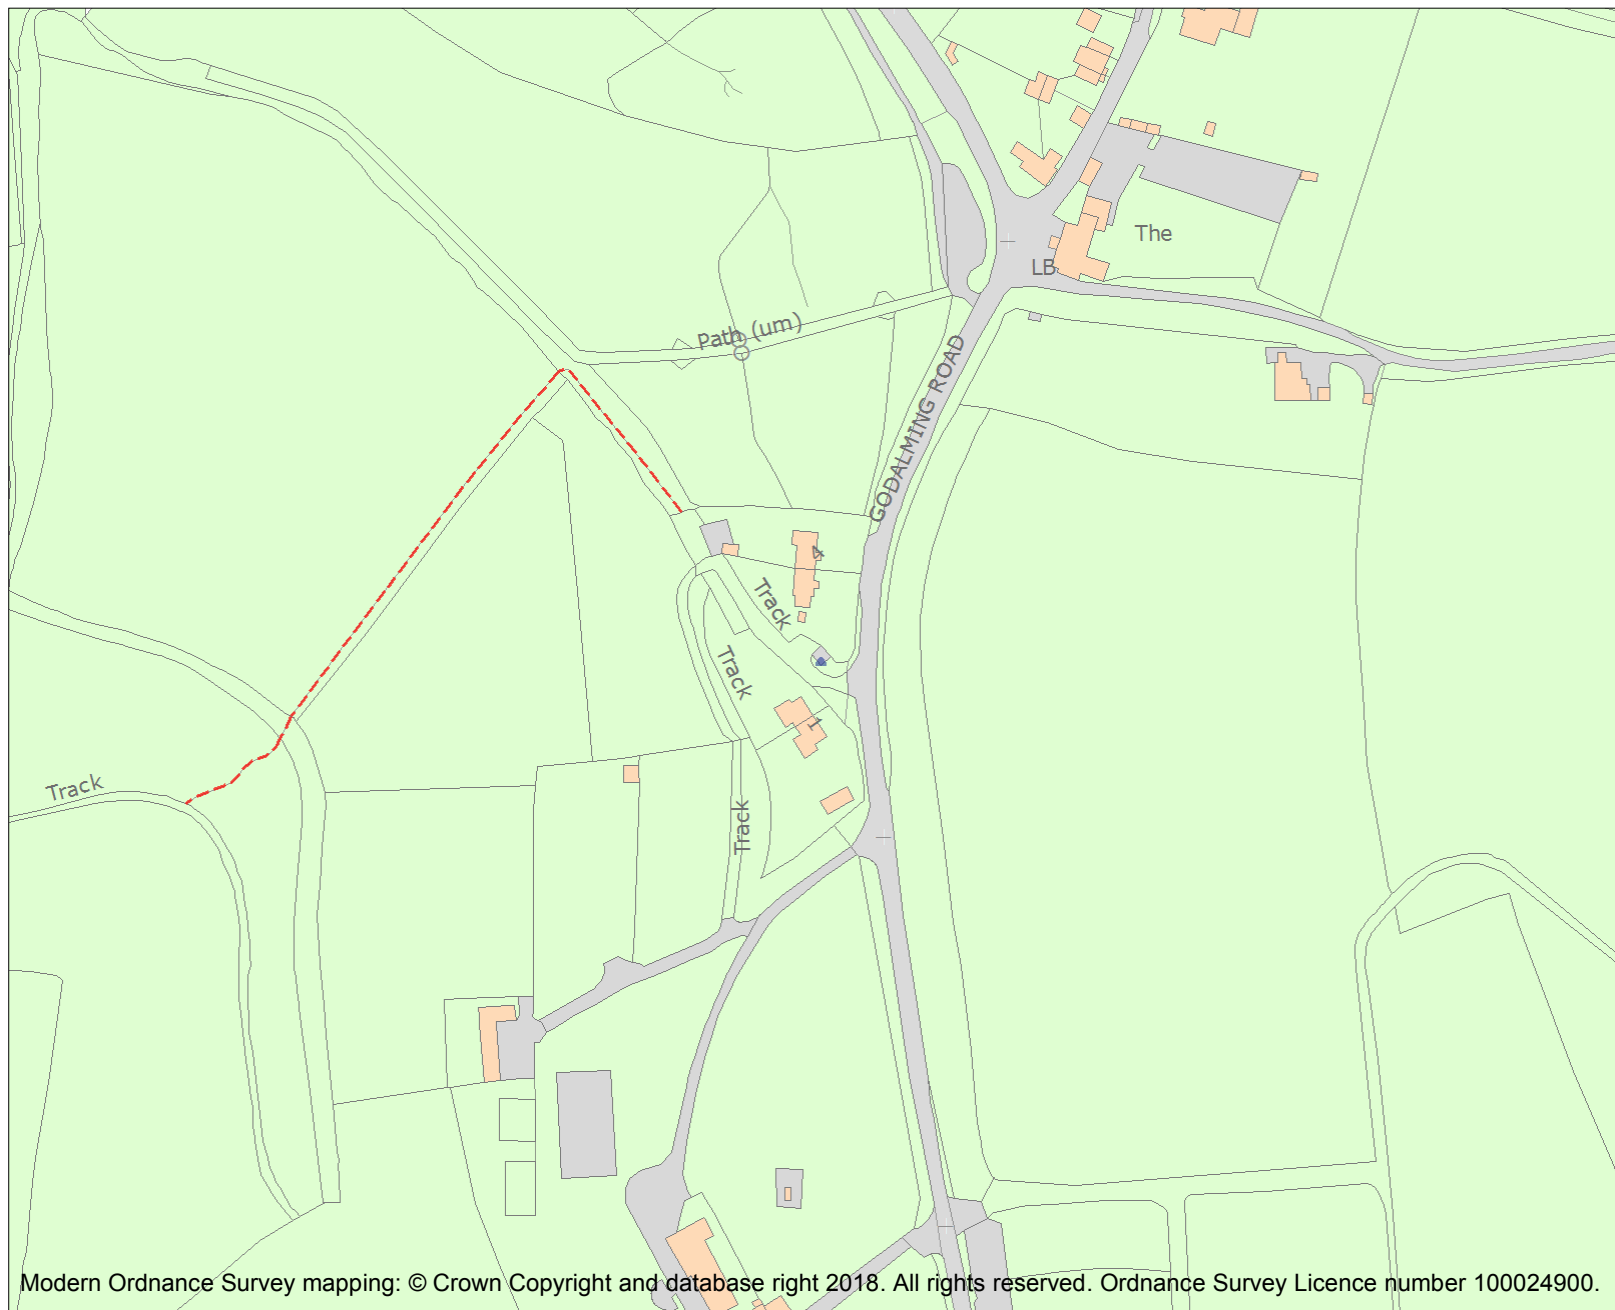 The
LB
Path (um)
GODALMING ROAD
4
Track
Track
1
Track
Track
Modern Ordnance Survey mapping: © Crown Copyright and database right 2018. All rights reserved. Ordnance Survey Licence number 100024900.